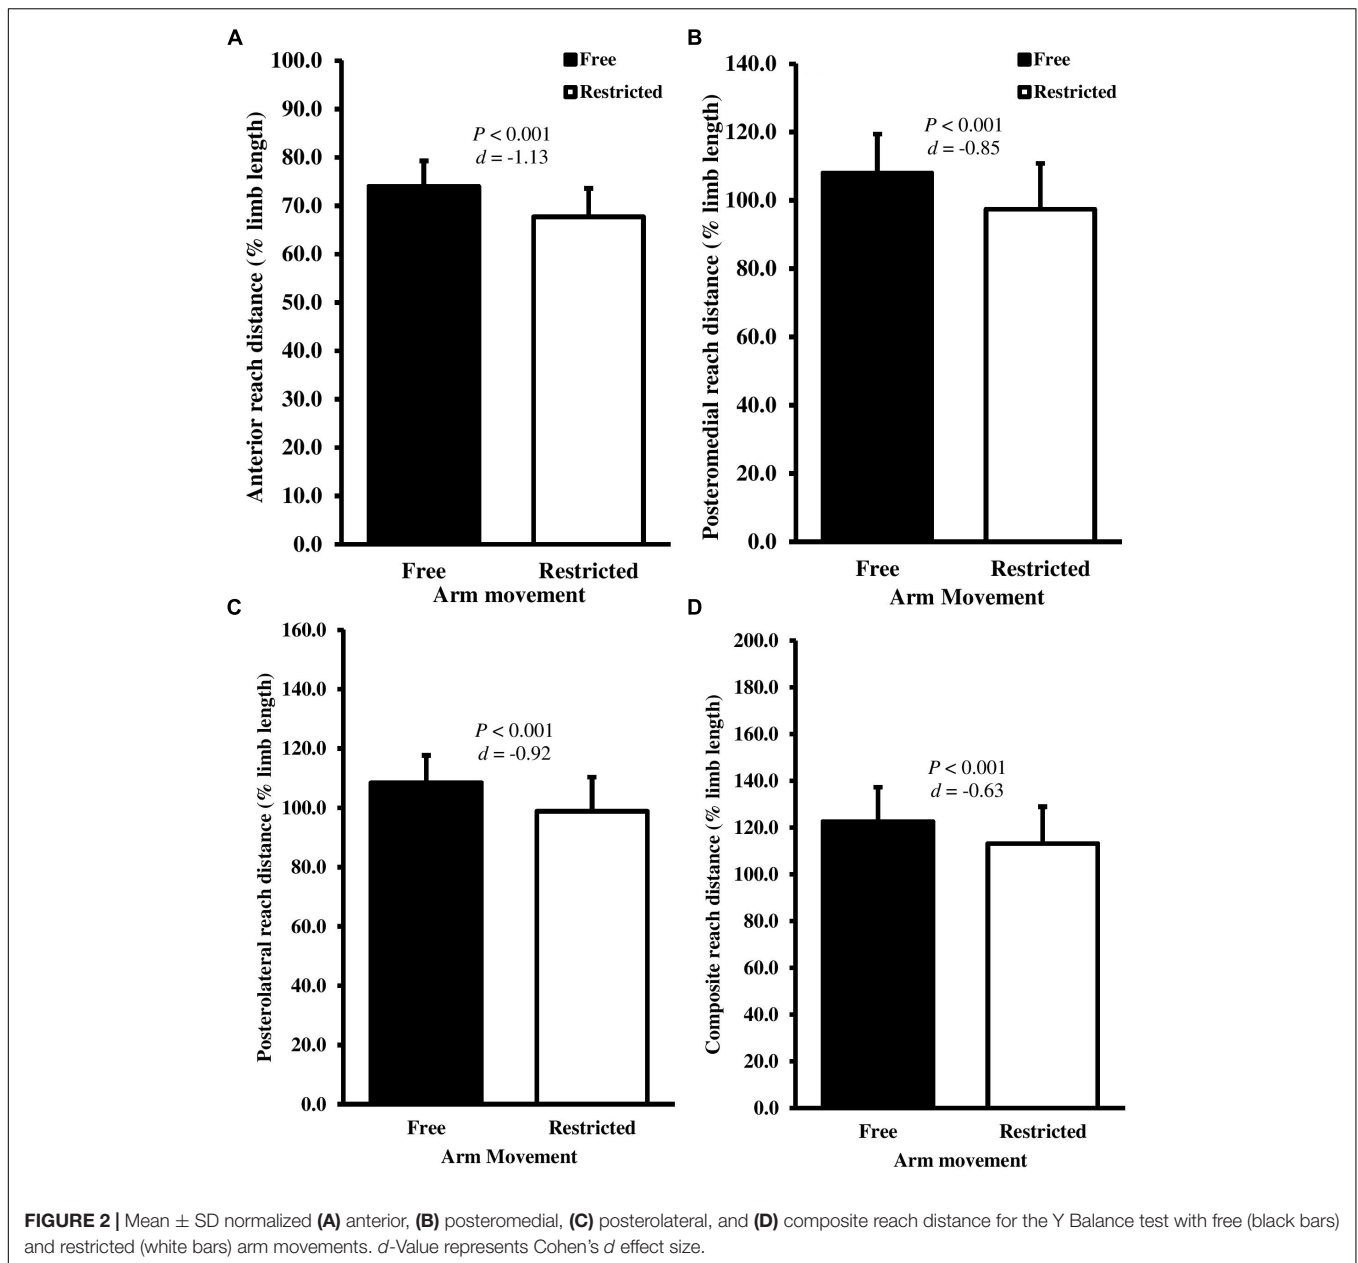 A
Anterior reach distance (% limb length)
100.0
90.0
80.0
70.0
60.0
50.0
40.0
30.0
20.0
10.0
0.0
Free
Restricted
P < 0.001
d = -1.13
Free
Restricted
Arm movement
B
Posteromedial reach distance (% limb length)
140.0
120.0
100.0
80.0
60.0
40.0
20.0
0.0
Free
Restricted
P < 0.001
d = -0.85
Free
Restricted
Arm Movement
C
Posterolateral reach distance (% limb length)
160.0
140.0
120.0
100.0
80.0
60.0
40.0
20.0
0.0
P < 0.001
d = -0.92
Free
Restricted
Arm Movement
D
Composite reach distance (% limb length)
200.0
180.0
160.0
140.0
120.0
100.0
80.0
60.0
40.0
20.0
0.0
P < 0.001
d = -0.63
Free
Restricted
Arm movement
FIGURE 2 | Mean ± SD normalized (A) anterior, (B) posteromedial, (C) posterolateral, and (D) composite reach distance for the Y Balance test with free (black bars)
and restricted (white bars) arm movements. d-Value represents Cohen's d effect size.